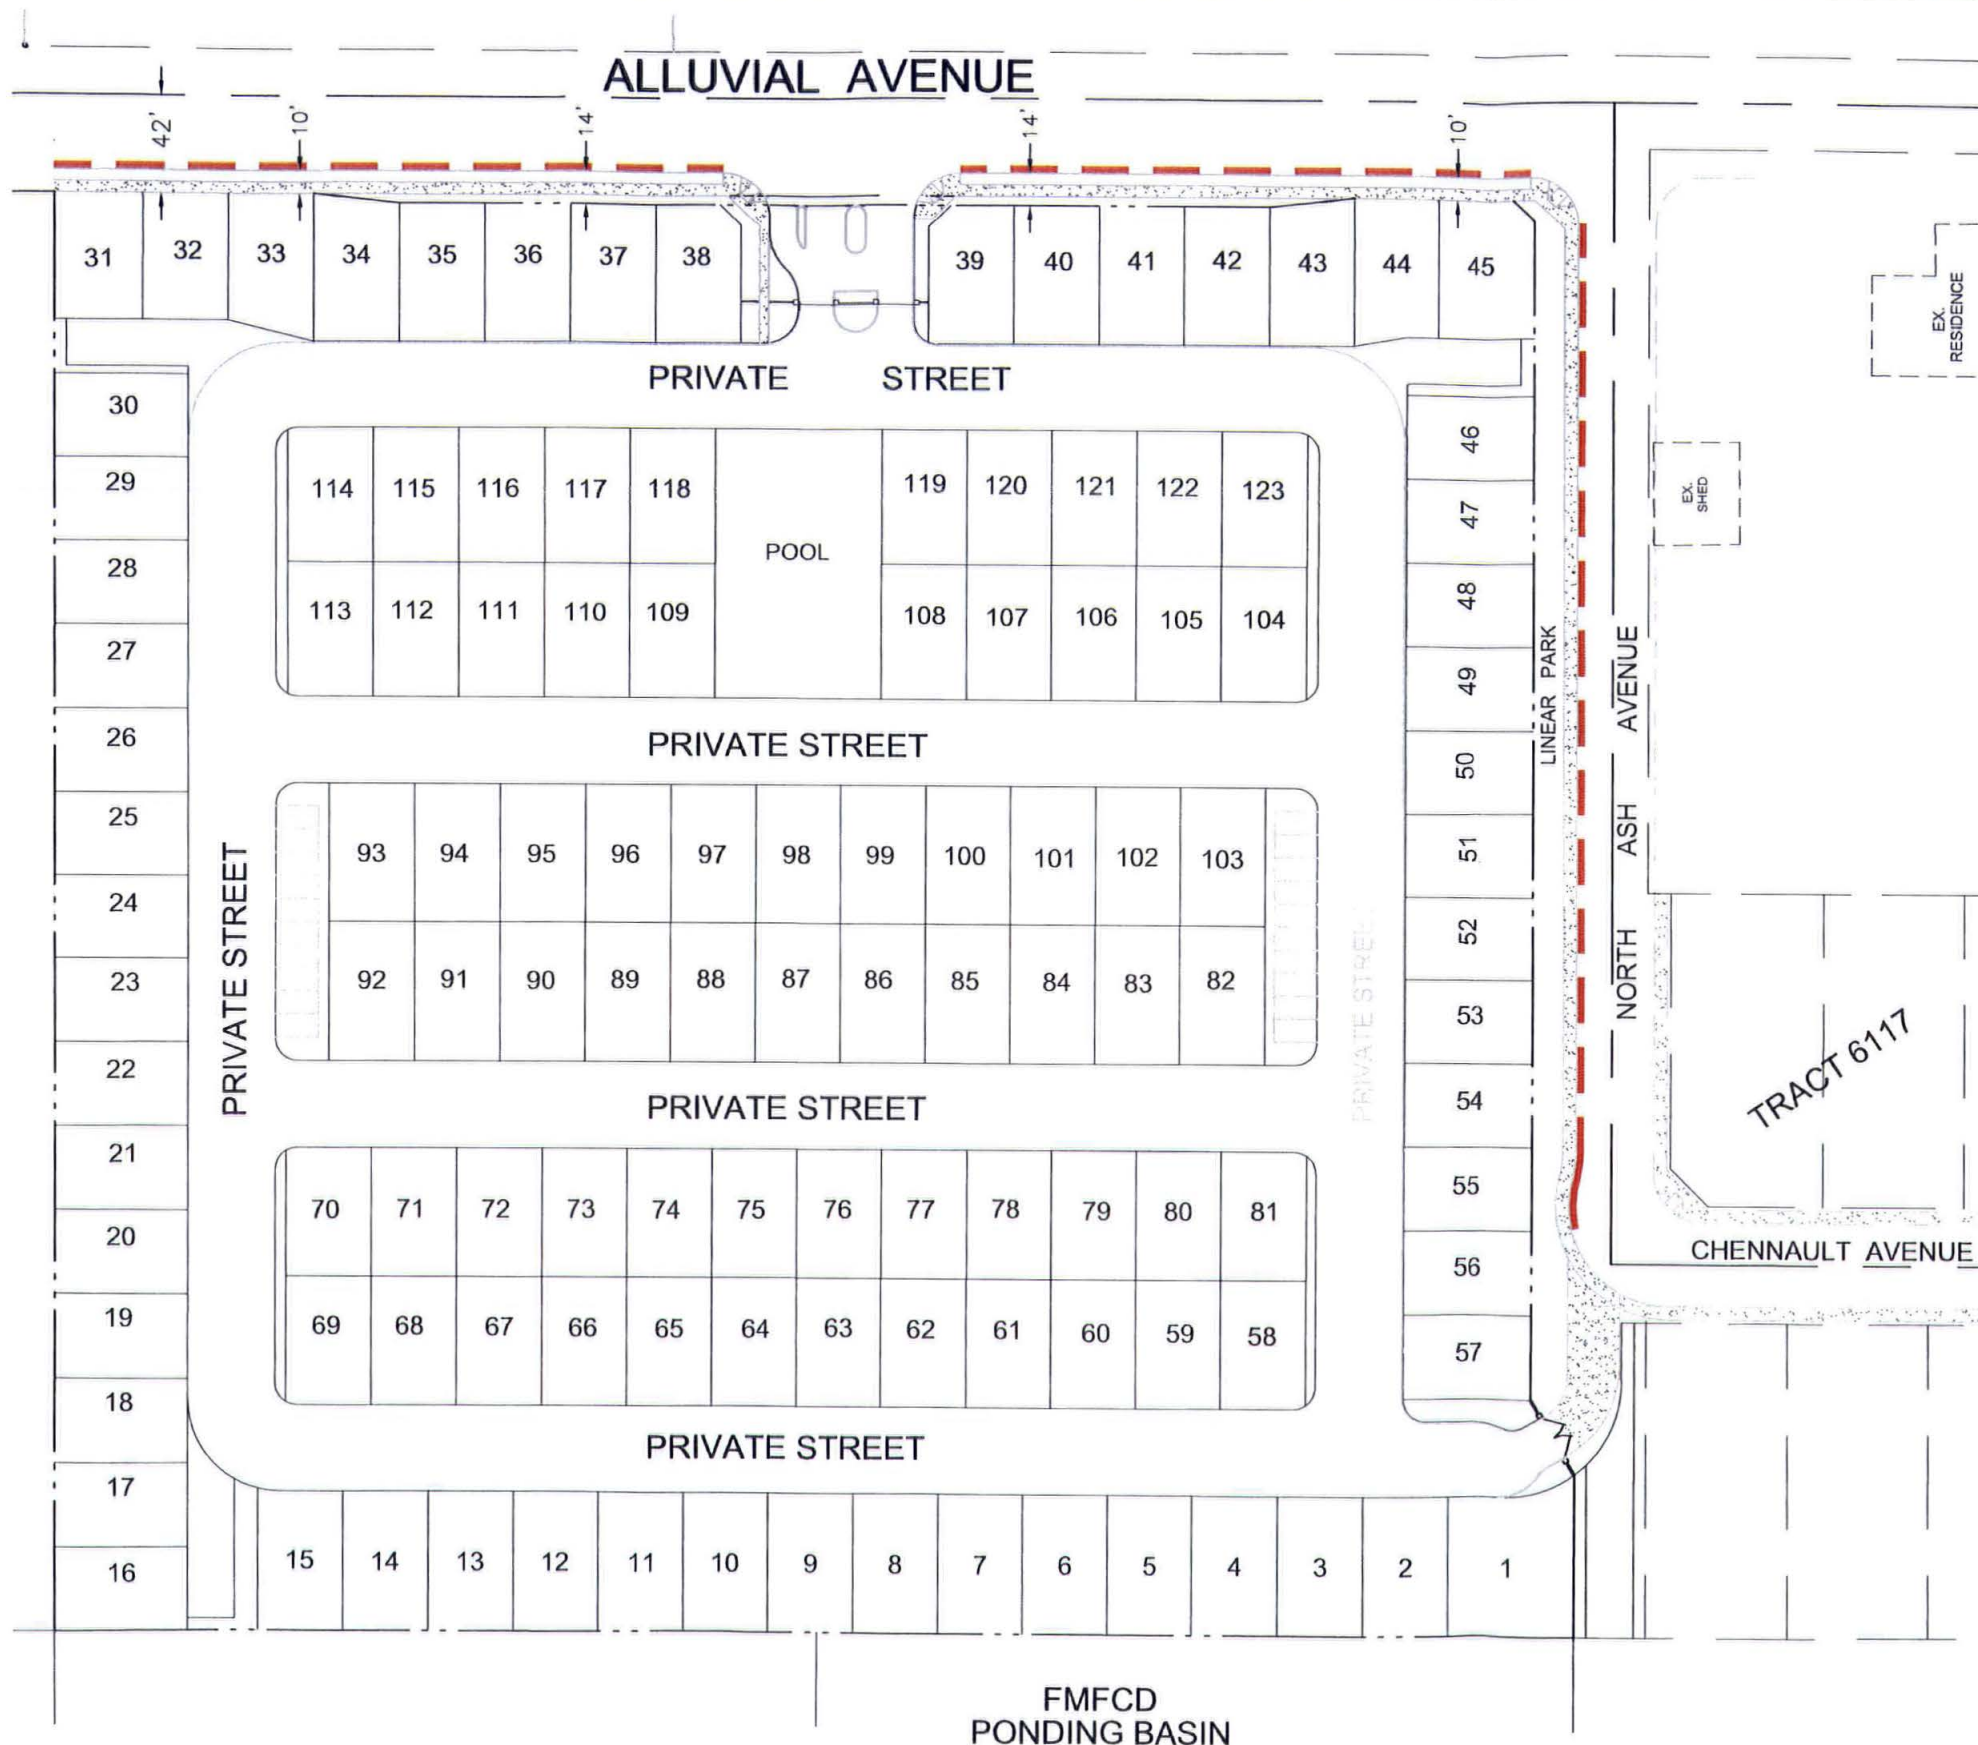 ALLUVIAL AVENUE
42'
10'
14'
14'
10'
31 32 33 34 35 36 37 38 39 40 41 42 43 44 45
EX.
RESIDENCE
PRIVATE STREET
30
46
114 115 116 117 118 119 120 121 122 123
29
47
EX.
SHED
POOL
28
48
113 112 111 110 109 108 107 106 105 104
27
49
LINEAR PARK
NORTH ASH AVENUE
26
PRIVATE STREET
50
25
51
93 94 95 96 97 98 99 100 101 102 103
24
52
PRIVATE STREET
PRIVATE STREET
23
92 91 90 89 88 87 86 85 84 83 82
53
22
54
TRACT 6117
PRIVATE STREET
21
55
70 71 72 73 74 75 76 77 78 79 80 81
20
56
CHENNAULT AVENUE
19
69 68 67 66 65 64 63 62 61 60 59 58
57
18
PRIVATE STREET
17
16 15 14 13 12 11 10 9 8 7 6 5 4 3 2 1
FMFCD
PONDING BASIN